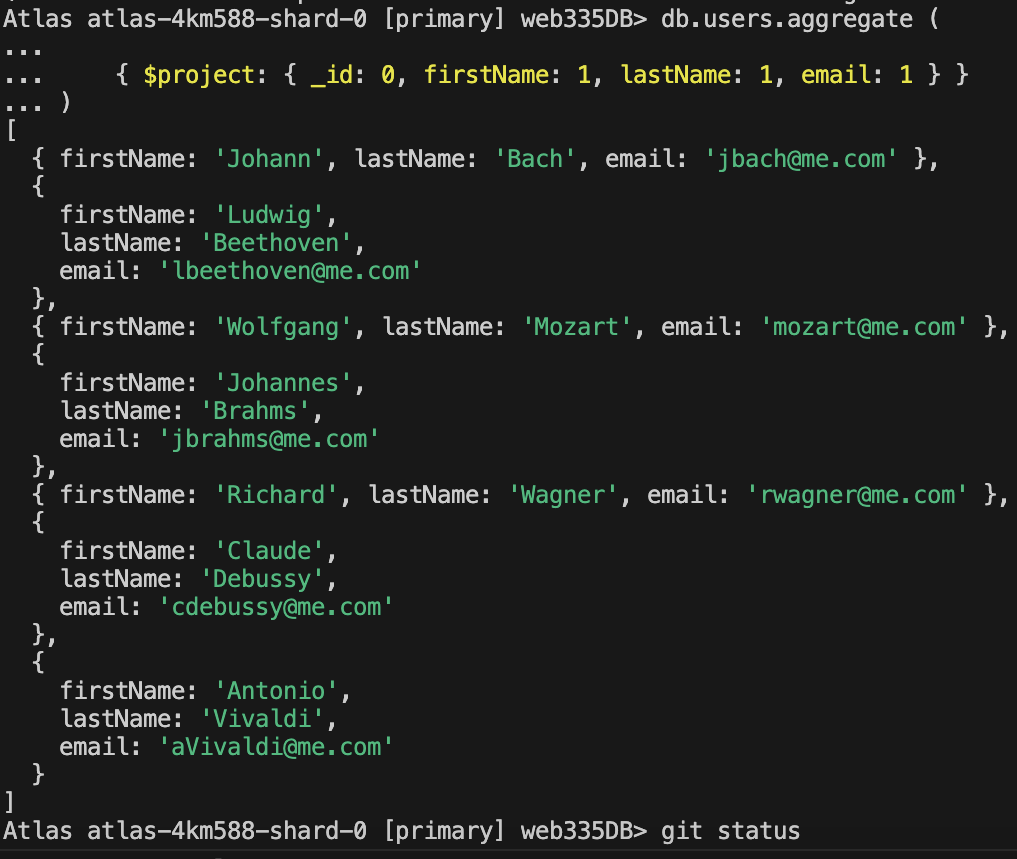 Atlas atlas-4km588-shard-0 [primary] web335DB> db.users.aggregate (
...
...     { $project: { _id: 0, firstName: 1, lastName: 1, email: 1 } }
... )
[
  { firstName: 'Johann', lastName: 'Bach', email: 'jbach@me.com' },
  {
    firstName: 'Ludwig',
    lastName: 'Beethoven',
    email: 'lbeethoven@me.com'
  },
  { firstName: 'Wolfgang', lastName: 'Mozart', email: 'mozart@me.com' },
  {
    firstName: 'Johannes',
    lastName: 'Brahms',
    email: 'jbrahms@me.com'
  },
  { firstName: 'Richard', lastName: 'Wagner', email: 'rwagner@me.com' },
  {
    firstName: 'Claude',
    lastName: 'Debussy',
    email: 'cdebussy@me.com'
  },
  {
    firstName: 'Antonio',
    lastName: 'Vivaldi',
    email: 'aVivaldi@me.com'
  }
]
Atlas atlas-4km588-shard-0 [primary] web335DB> git status